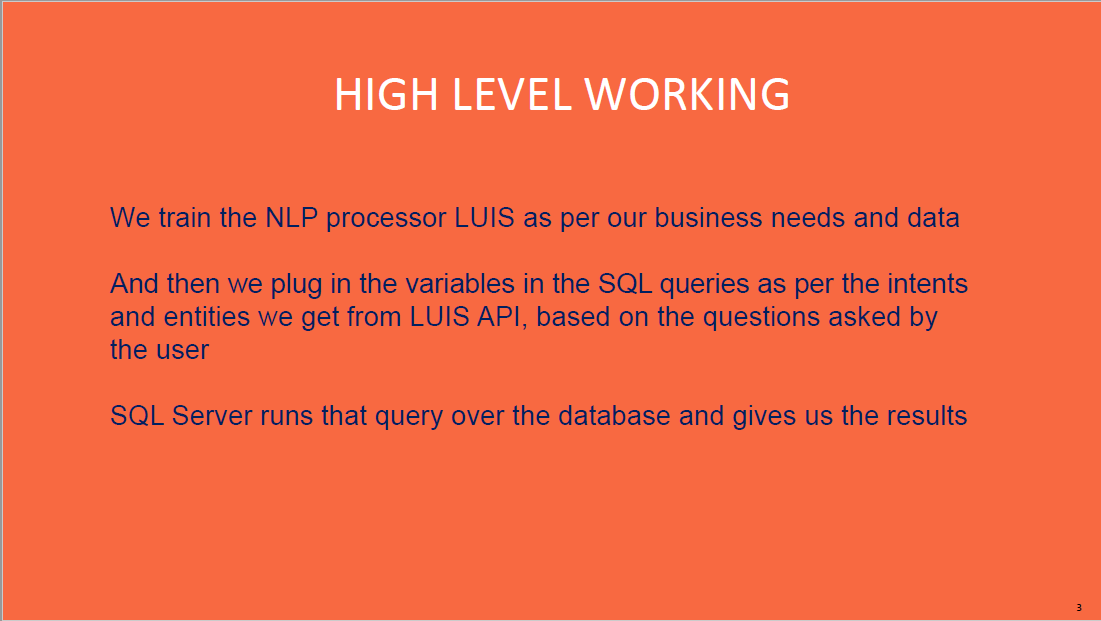 HIGH LEVEL WORKING
We train the NLP processor LUIS as per our business needs and data
And then we plug in the variables in the SQL queries as per the intents
and entities we get from LUIS API, based on the questions asked by
the user
SQL Server runs that query over the database and gives us the results
3